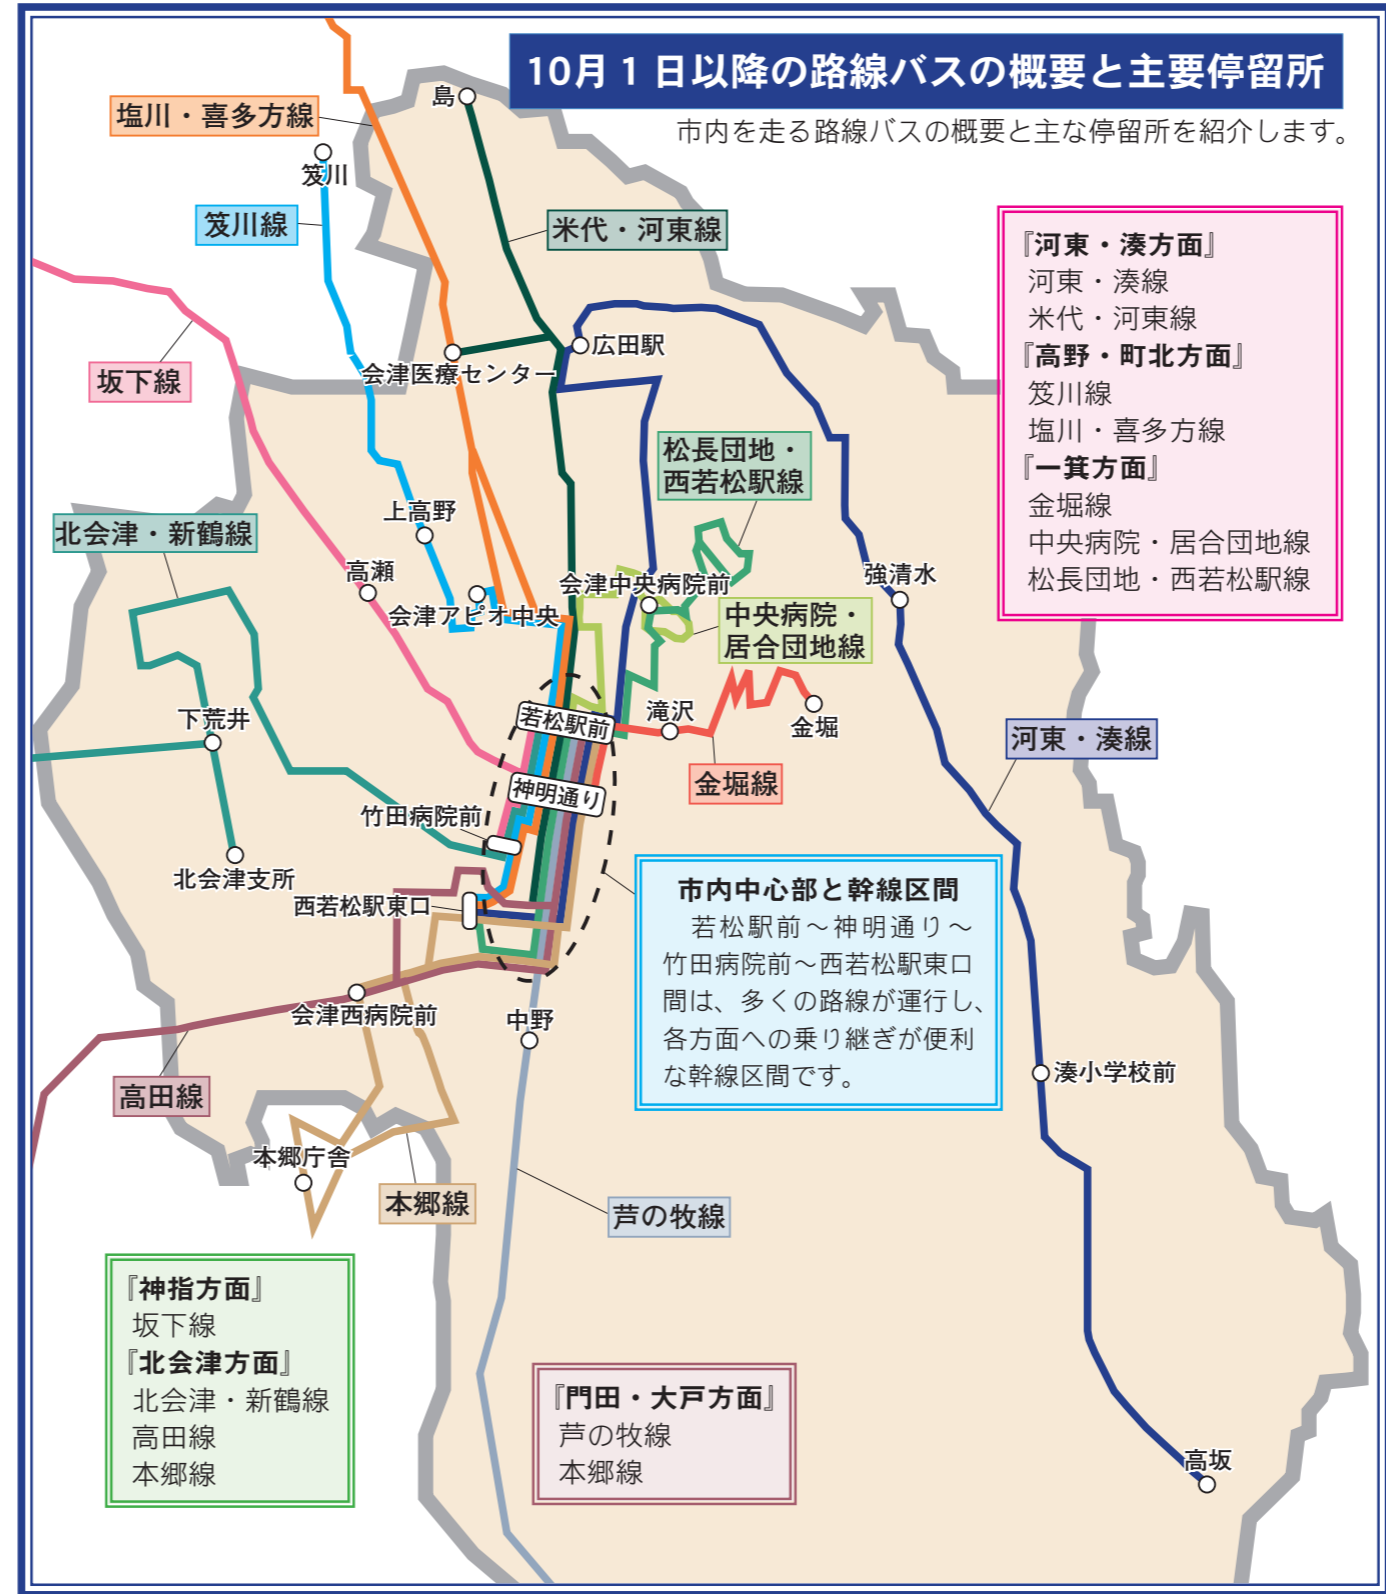 10月1日以降の路線バスの概要と主要停留所
市内を走る路線バスの概要と主な停留所を紹介します。
島
塩川・喜多方線
笈川
笈川線
米代・河東線
『河東・湊方面』
河東・湊線
米代・河東線
『高野・町北方面』
笈川線
塩川・喜多方線
『一箕方面』
金堀線
中央病院・居合団地線
松長団地・西若松駅線
広田駅
会津医療センター
坂下線
松長団地・
西若松駅線
上高野
北会津・新鶴線
高瀬
会津中央病院前
強清水
会津アピオ中央
中央病院・
居合団地線
下荒井
若松駅前
滝沢
金堀
河東・湊線
金堀線
神明通り
竹田病院前
北会津支所
西若松駅東口
市内中心部と幹線区間
若松駅前～神明通り～
竹田病院前～西若松駅東口
間は、多くの路線が運行し、
各方面への乗り継ぎが便利
な幹線区間です。
会津西病院前
中野
湊小学校前
高田線
本郷庁舎
本郷線
芦の牧線
『神指方面』
坂下線
『北会津方面』
北会津・新鶴線
高田線
本郷線
『門田・大戸方面』
芦の牧線
本郷線
高坂